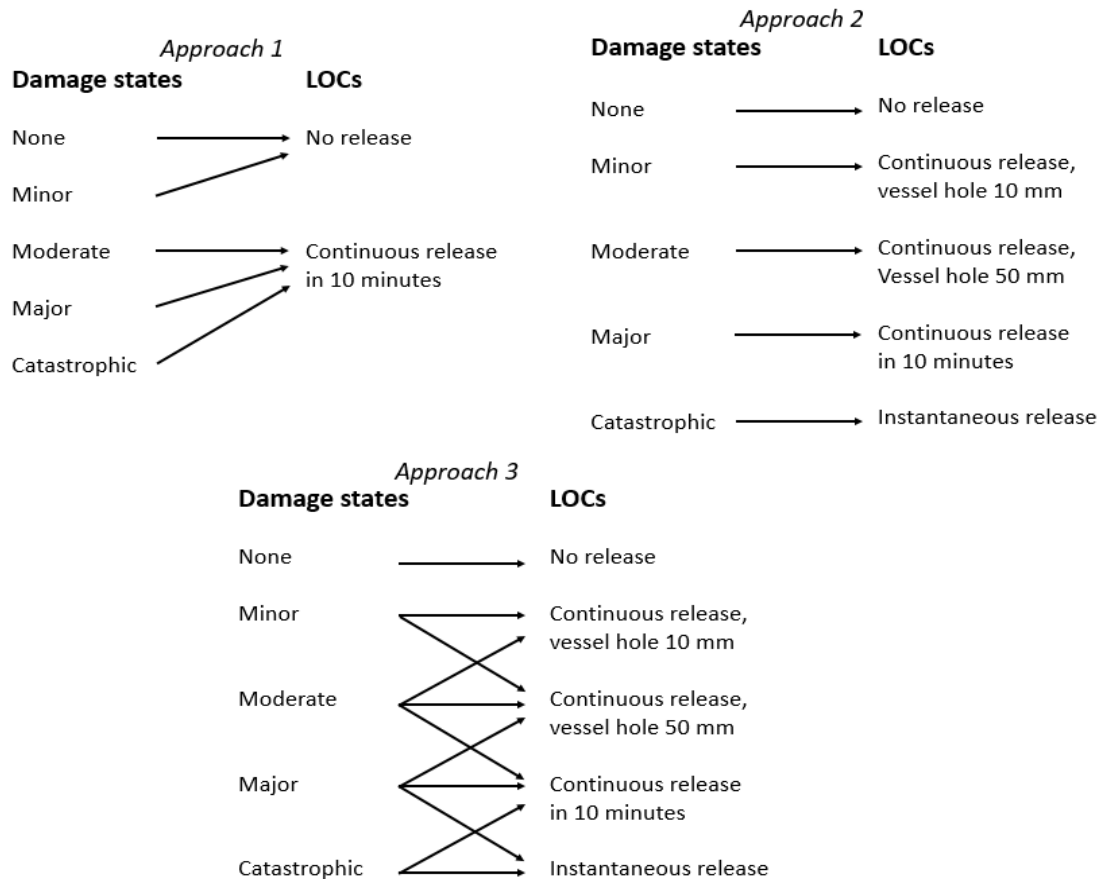 Approach 1
Damage states LOCs
None No release
Minor
Moderate Continuous release
in 10 minutes
Major
Catastrophic
Approach 2
Damage states LOCs
None No release
Minor Continuous release,
vessel hole 10 mm
Moderate Continuous release,
Vessel hole 50 mm
Major Continuous release
in 10 minutes
Catastrophic Instantaneous release
Approach 3
Damage states LOCs
None No release
Minor Continuous release,
vessel hole 10 mm
Moderate Continuous release,
vessel hole 50 mm
Major Continuous release
in 10 minutes
Catastrophic Instantaneous release